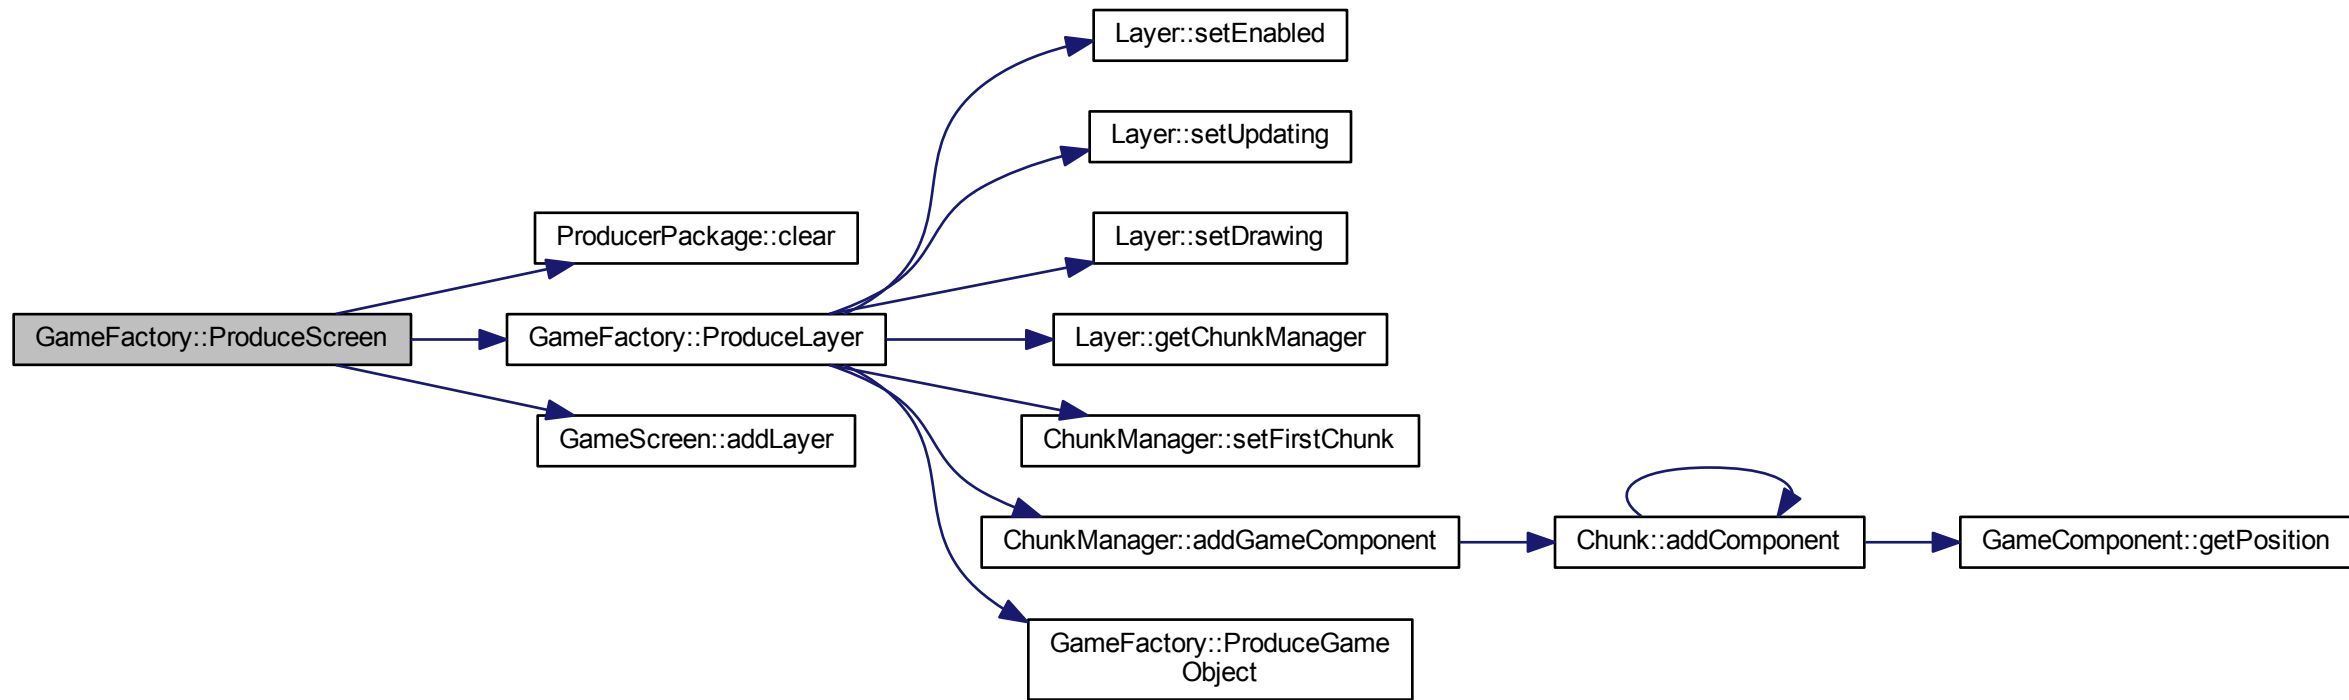 Layer::setEnabled
Layer::setUpdating
ProducerPackage::clear
Layer::setDrawing
GameFactory::ProduceScreen
GameFactory::ProduceLayer
Layer::getChunkManager
GameScreen::addLayer
ChunkManager::setFirstChunk
ChunkManager::addGameComponent
Chunk::addComponent
GameComponent::getPosition
GameFactory::ProduceGame
Object